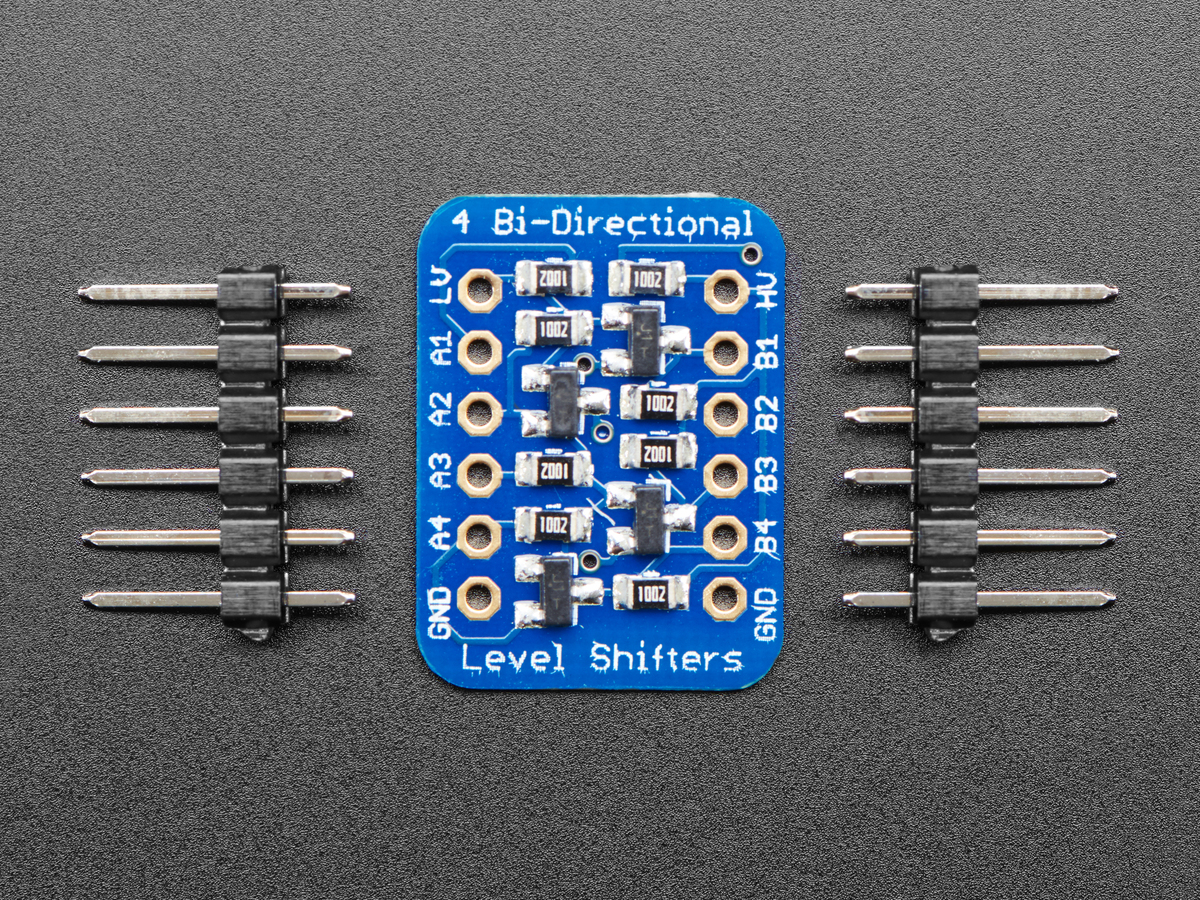 4 Bi-Directional
LV
HV
1002
1002
1002
A1
B1
A2
1002
B2
1002
A3
1002
B3
A4
1002
B4
GND
1002
GND
Level Shifters